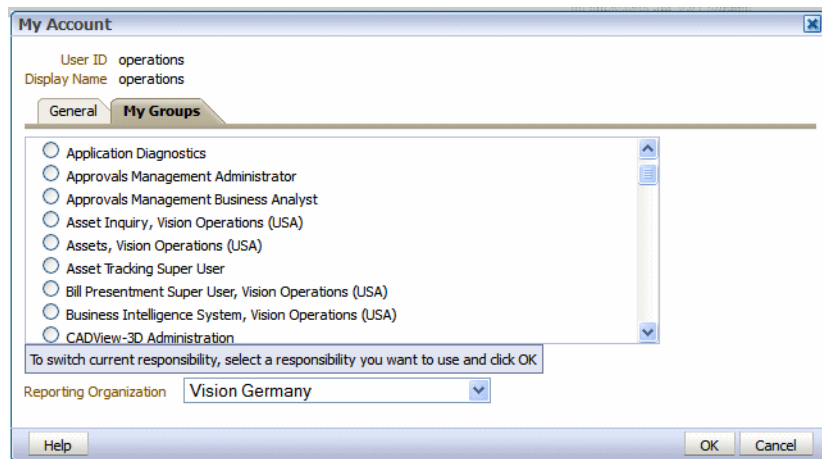 My Account
User ID operations
Display Name operations
General My Groups
Application Diagnostics
Approvals Management Administrator
Approvals Management Business Analyst
Asset Inquiry, Vision Operations (USA)
Assets, Vision Operations (USA)
Asset Tracking Super User
Bill Presentment Super User, Vision Operations (USA)
Business Intelligence System, Vision Operations (USA)
CADView-3D Administration
To switch current responsibility, select a responsibility you want to use and click OK
Reporting Organization Vision Germany
Help OK Cancel